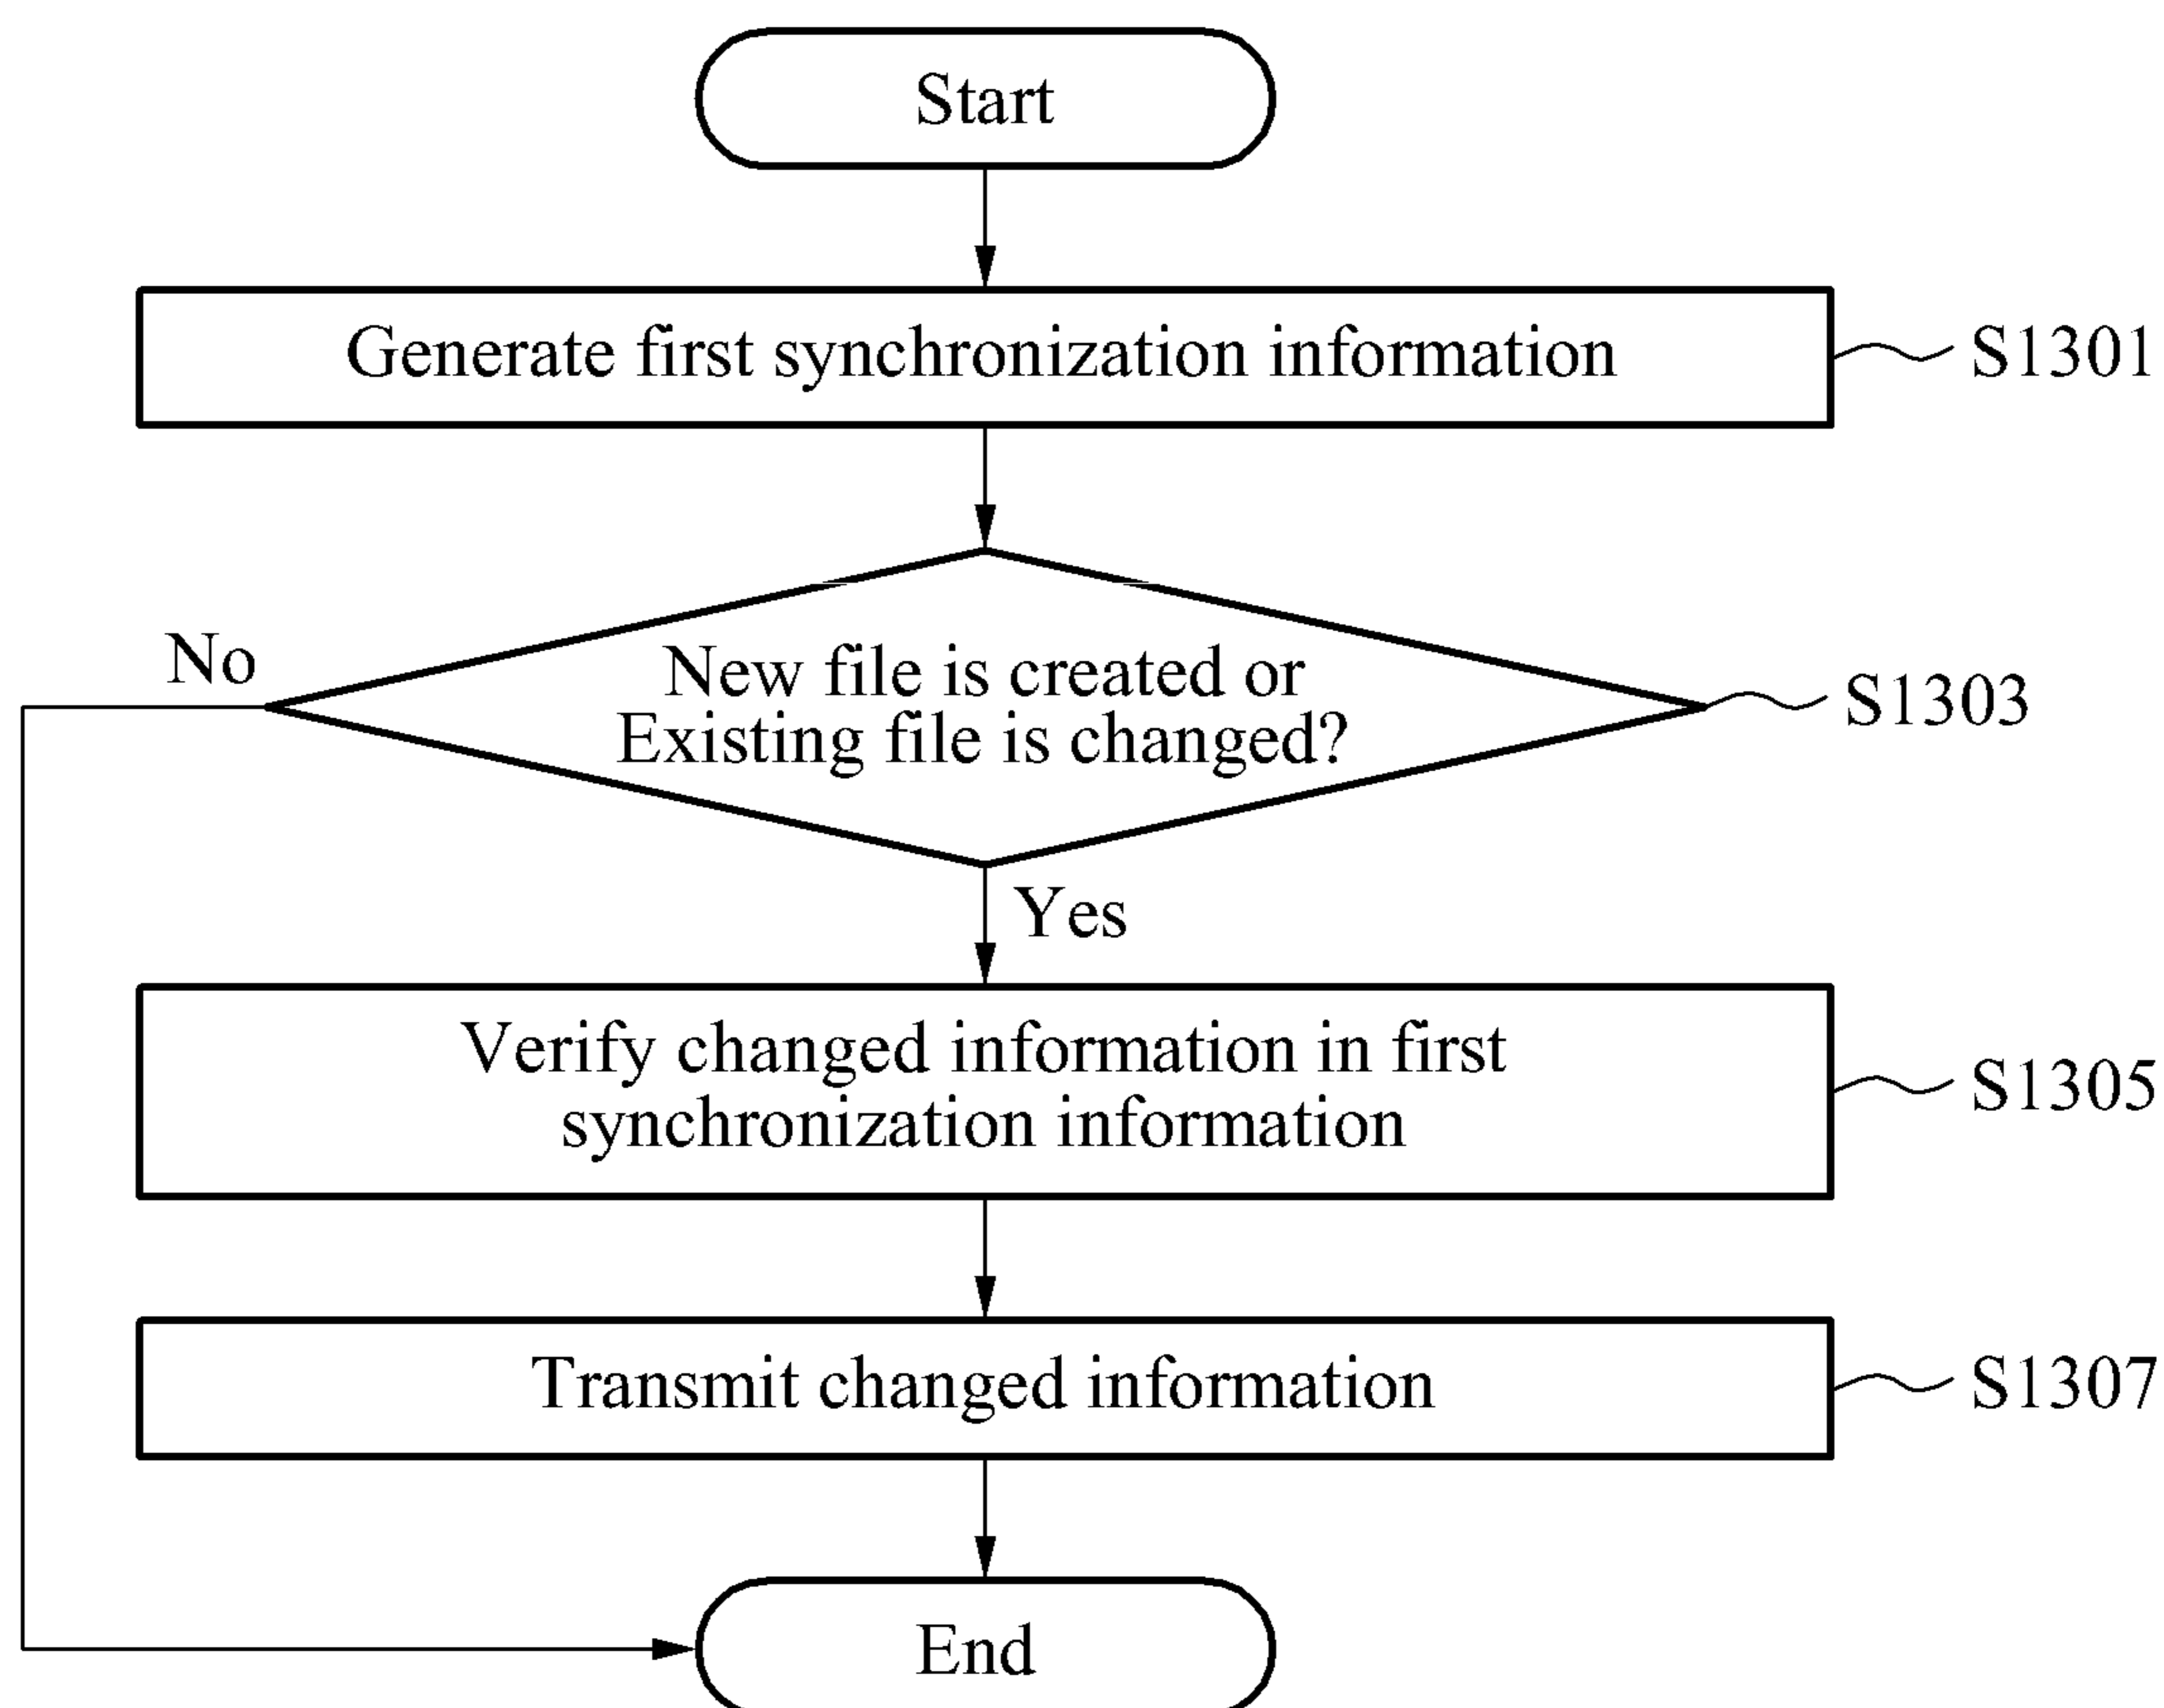 Start
Generate first synchronization information
S1301
No
New file is created or
Existing file is changed?
S1303
Yes
Verify changed information in first
synchronization information
S1305
Transmit changed information
S1307
End